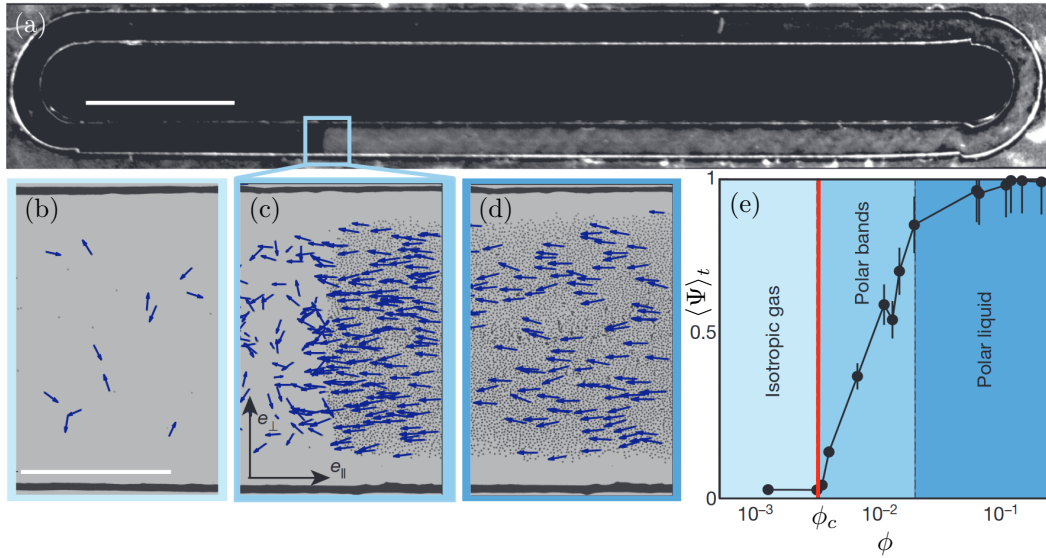 (a)
(b)
(c)
e⊥
e∥
(d)
(e)
⟨Ψ⟩t
1
0.5
0
Isotropic gas
Polar bands
Polar liquid
10⁻³
ϕc
10⁻²
10⁻¹
ϕ